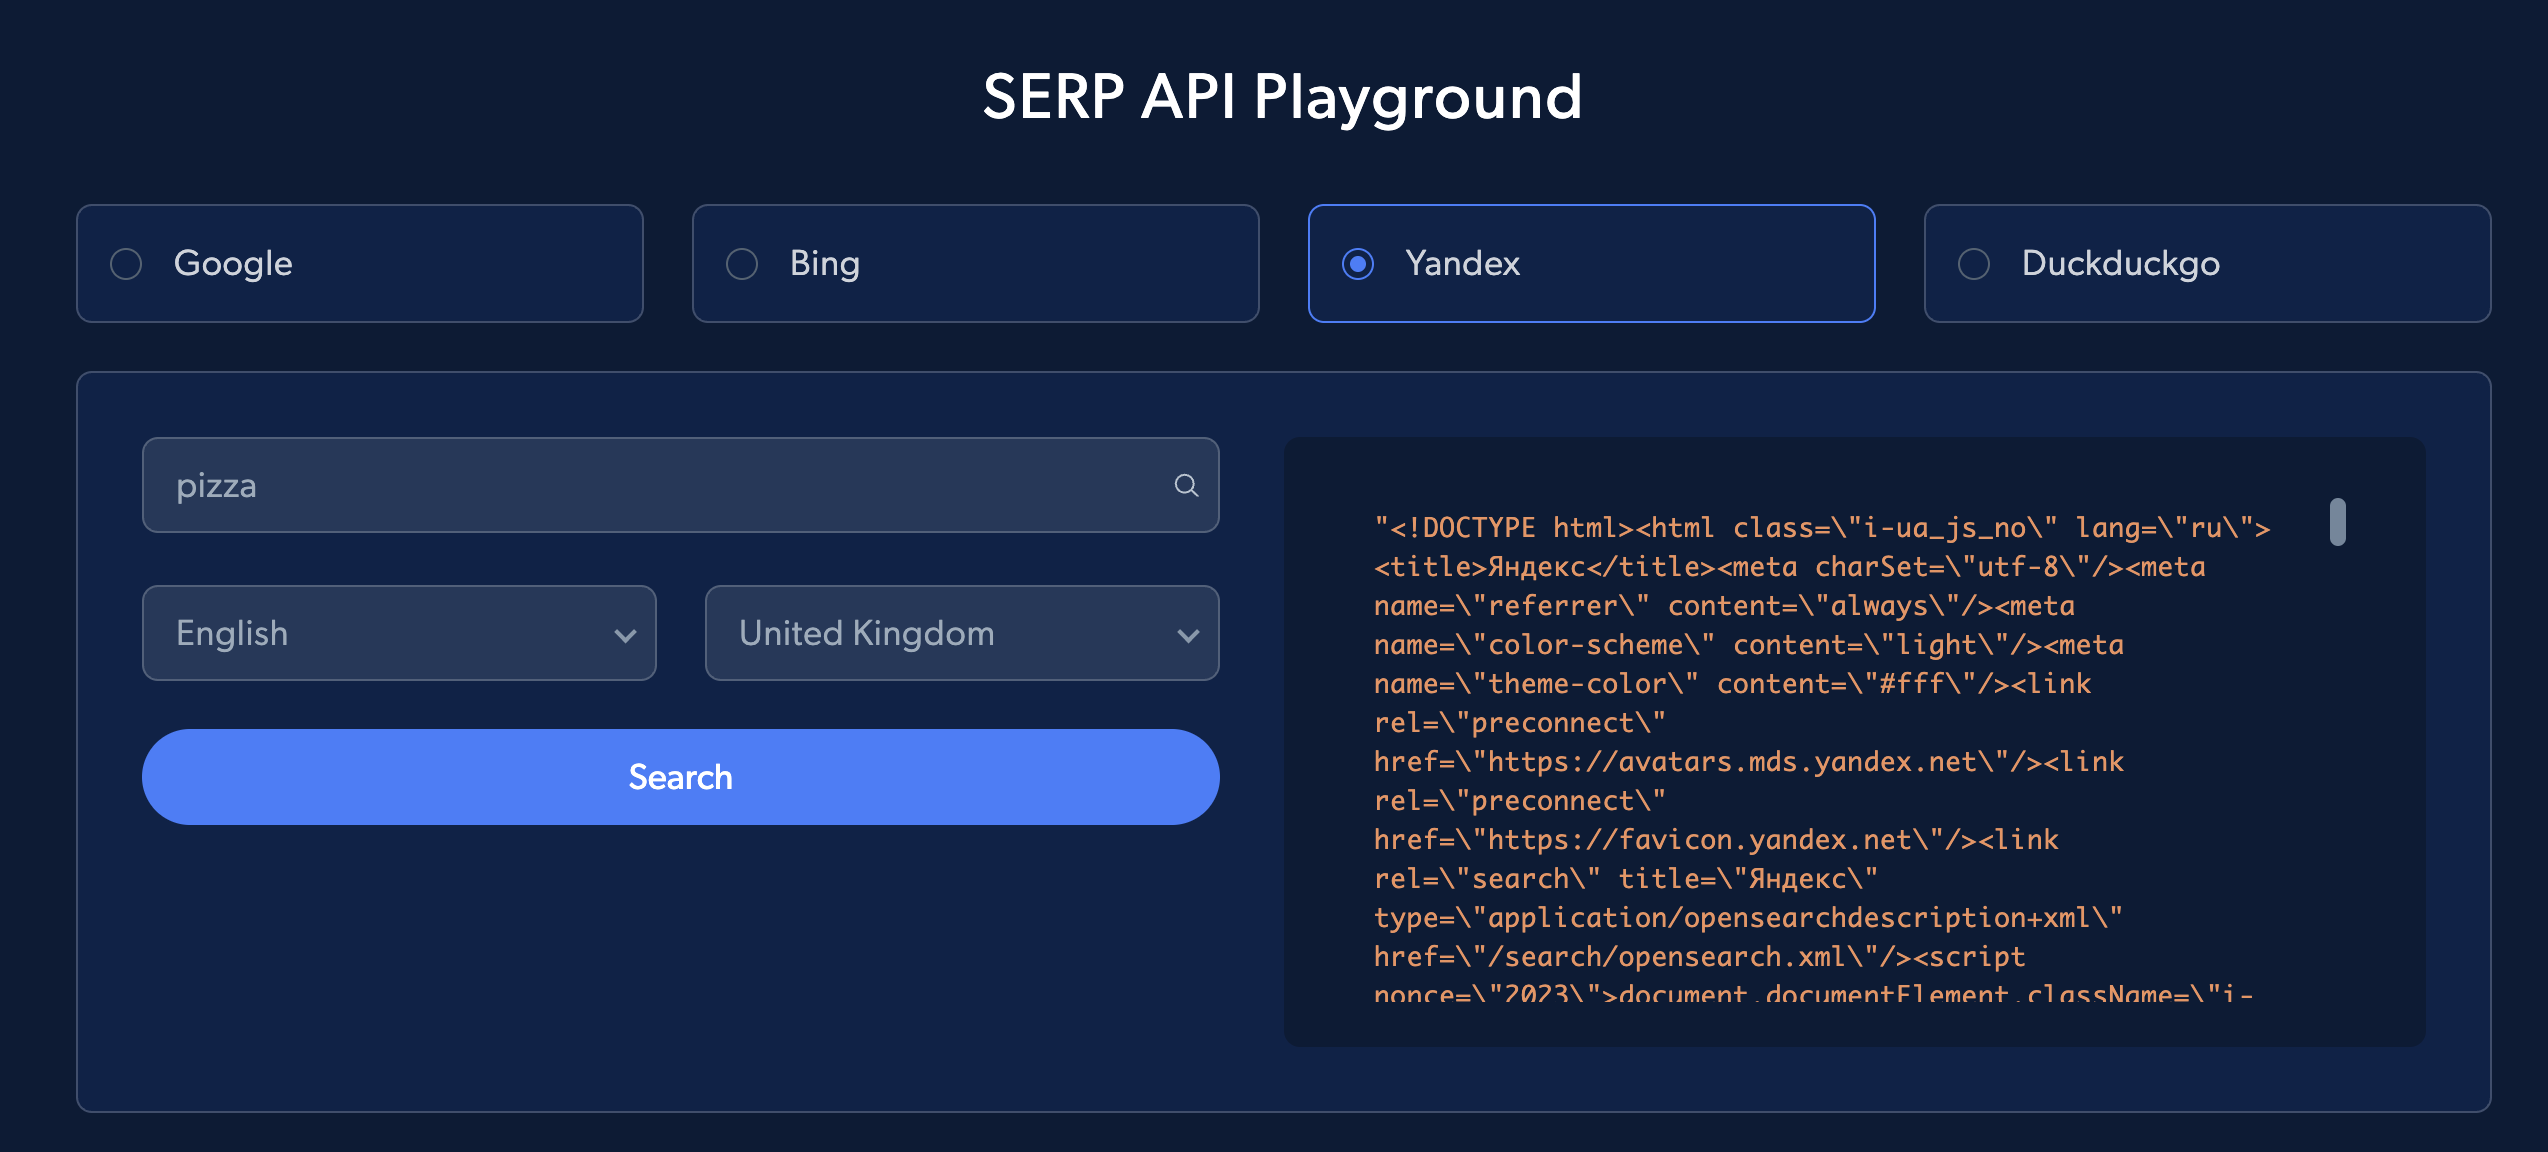 SERP API Playground
Google
Bing
Yandex
Duckduckgo
pizza
English
United Kingdom
Search
"<!DOCTYPE html><html class=\"i-ua_js_no\" lang=\"ru\">
<title>Яндекс</title><meta charSet=\"utf-8\"/><meta
name=\"referrer\" content=\"always\"/><meta
name=\"color-scheme\" content=\"light\"/><meta
name=\"theme-color\" content=\"#fff\"/><link
rel=\"preconnect\"
href=\"https://avatars.mds.yandex.net\"/><link
rel=\"preconnect\"
href=\"https://favicon.yandex.net\"/><link
rel=\"search\" title=\"Яндекс\"
type=\"application/opensearchdescription+xml\"
href=\"/search/opensearch.xml\"/><script
nonce=\"2023\">document.documentElement.className=\"i-